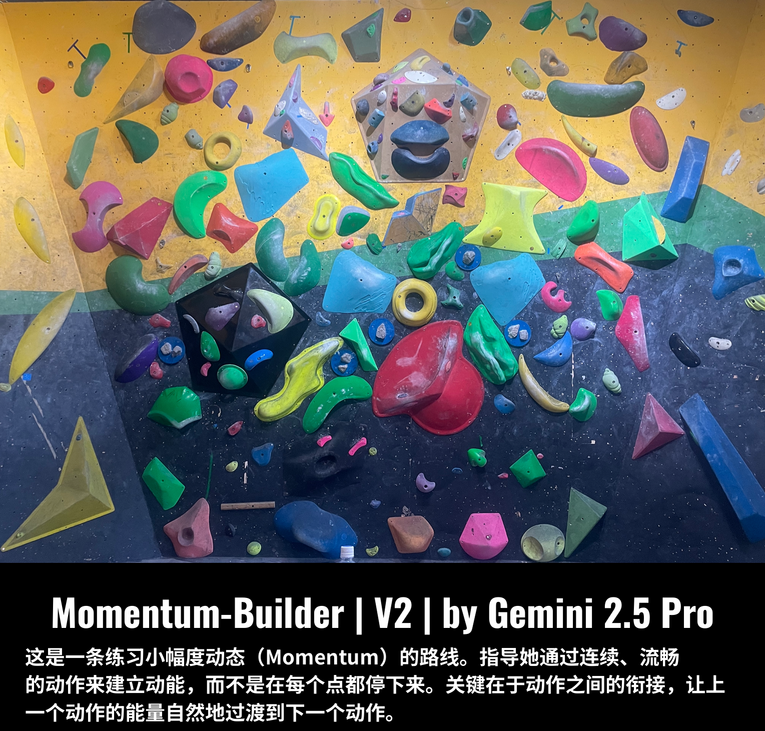 Momentum-Builder | V2 | by Gemini 2.5 Pro
这是一条练习小幅度动态（Momentum）的路线。指导她通过连续、流畅
的动作来建立动能，而不是在每个点都停下来。关键在于动作之间的衔接，让上
一个动作的能量自然地过渡到下一个动作。